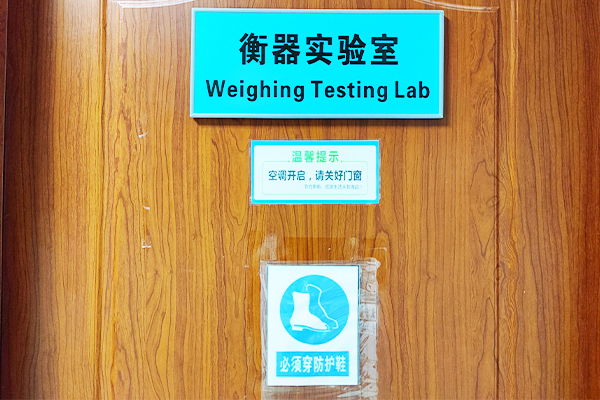 衡器实验室
Weighing Testing Lab
温馨提示
空调开启，请关好门窗
必须穿防护鞋